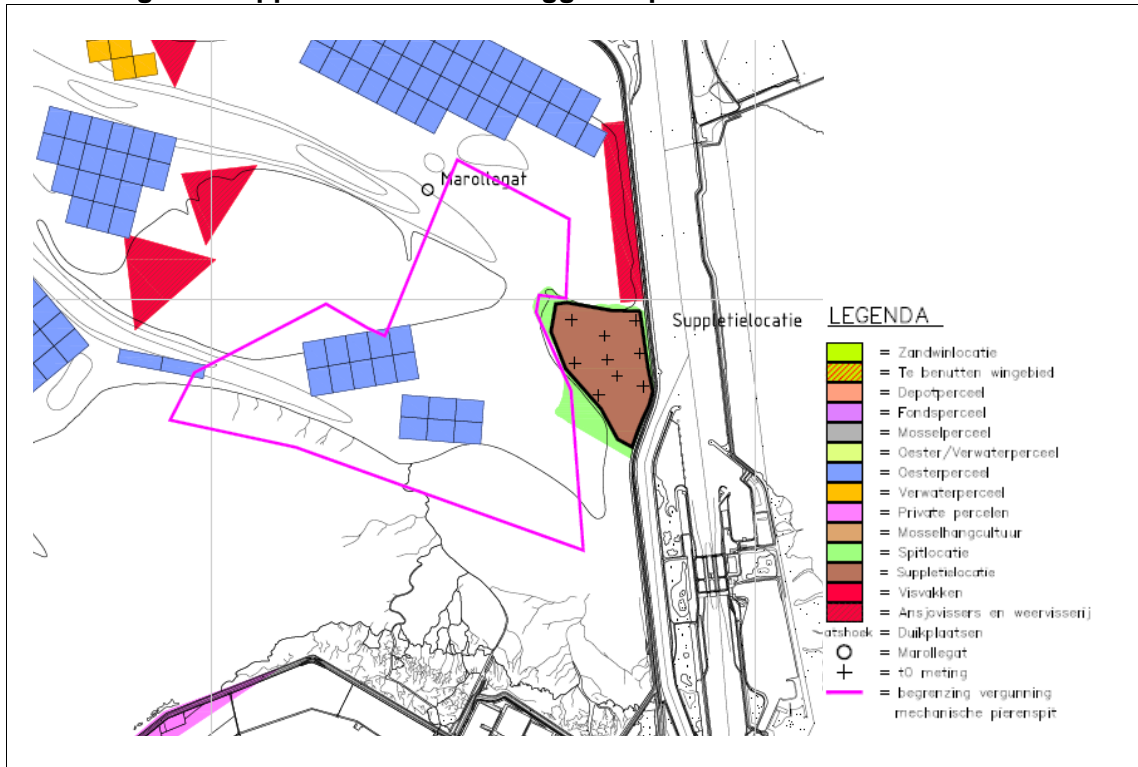 Marollegat
Suppletielocatie
LEGENDA
= Zandwinlocatie
= Te benutten wingebied
= Depotperceel
= Fondsperceel
= Mosselperceel
= Oester/Verwaterperceel
= Oesterperceel
= Verwaterperceel
= Private percelen
= Mosselhangcultuur
= Spitlocatie
= Suppletielocatie
= Visvakken
= Ansjovissers en weervisserij
atshoek = Duikplaatsen
= Marollegat
= t0 meting
= begrenzing vergunning
mechanische pierenspit